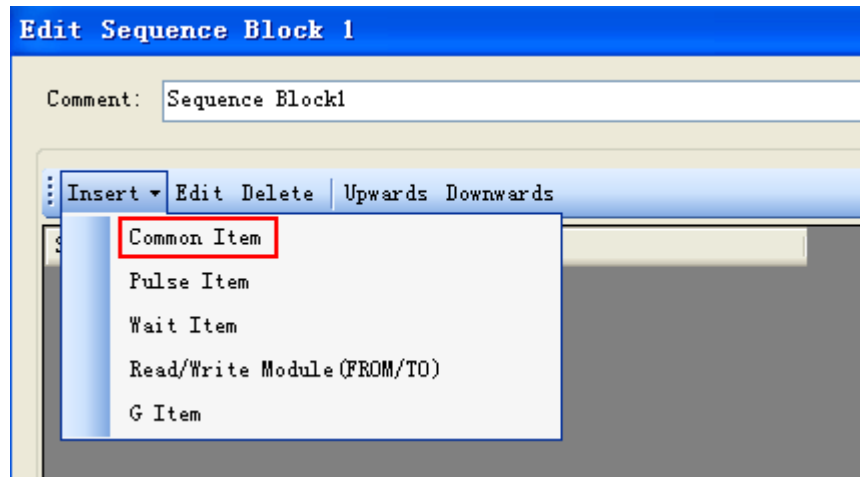 Edit Sequence Block 1
Comment: Sequence Block1
Insert Edit Delete Upwards Downwards
Common Item
Pulse Item
Wait Item
Read/Write Module(FROM/TO)
G Item